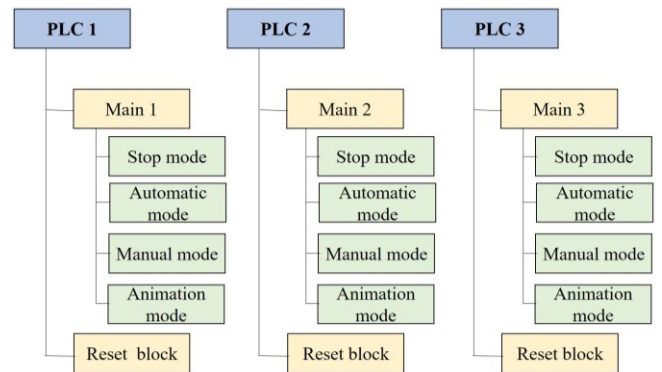 PLC 1
Main 1
Stop mode
Automatic
mode
Manual mode
Animation
mode
Reset block
PLC 2
Main 2
Stop mode
Automatic
mode
Manual mode
Animation
mode
Reset block
PLC 3
Main 3
Stop mode
Automatic
mode
Manual mode
Animation
mode
Reset block